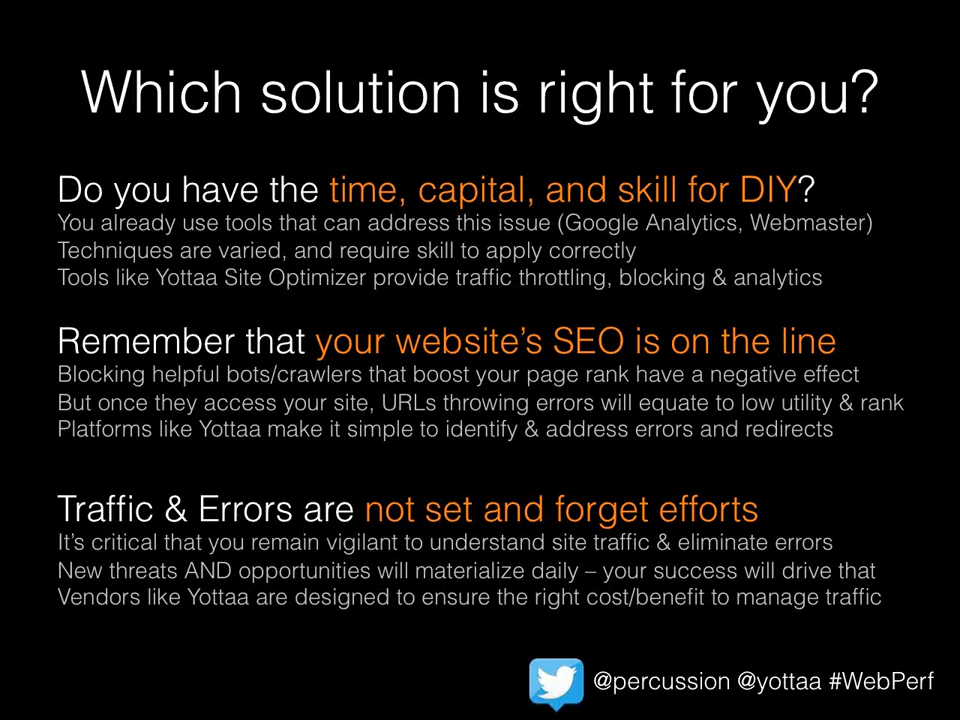 Which solution is right for you?
Do you have the time, capital, and skill for DIY?
You already use tools that can address this issue (Google Analytics, Webmaster)
Techniques are varied, and require skill to apply correctly
Tools like Yottaa Site Optimizer provide traffic throttling, blocking & analytics
Remember that your website’s SEO is on the line
Blocking helpful bots/crawlers that boost your page rank have a negative effect
But once they access your site, URLs throwing errors will equate to low utility & rank
Platforms like Yottaa make it simple to identify & address errors and redirects
Traffic & Errors are not set and forget efforts
It’s critical that you remain vigilant to understand site traffic & eliminate errors
New threats AND opportunities will materialize daily – your success will drive that
Vendors like Yottaa are designed to ensure the right cost/benefit to manage traffic
@percussion @yottaa #WebPerf